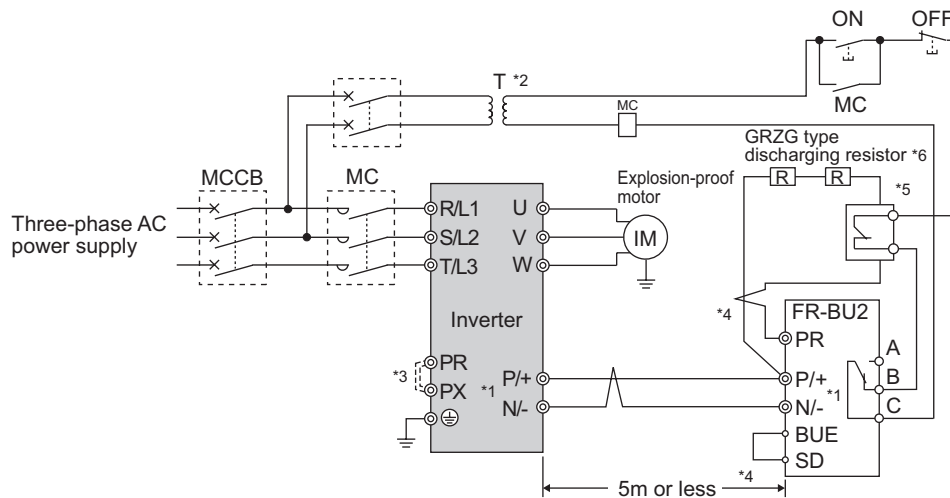 ON
OFF
T *2
MC
MC
GRZG type
discharging resistor *6
R
R
*5
MCCB
MC
Explosion-proof
motor
Three-phase AC
power supply
R/L1
S/L2
T/L3
U
V
W
IM
Inverter
*4
FR-BU2
PR
A
B
C
*3
PR
PX
*1
P/+
N/-
P/+
*1
N/-
BUE
SD
*4
5m or less